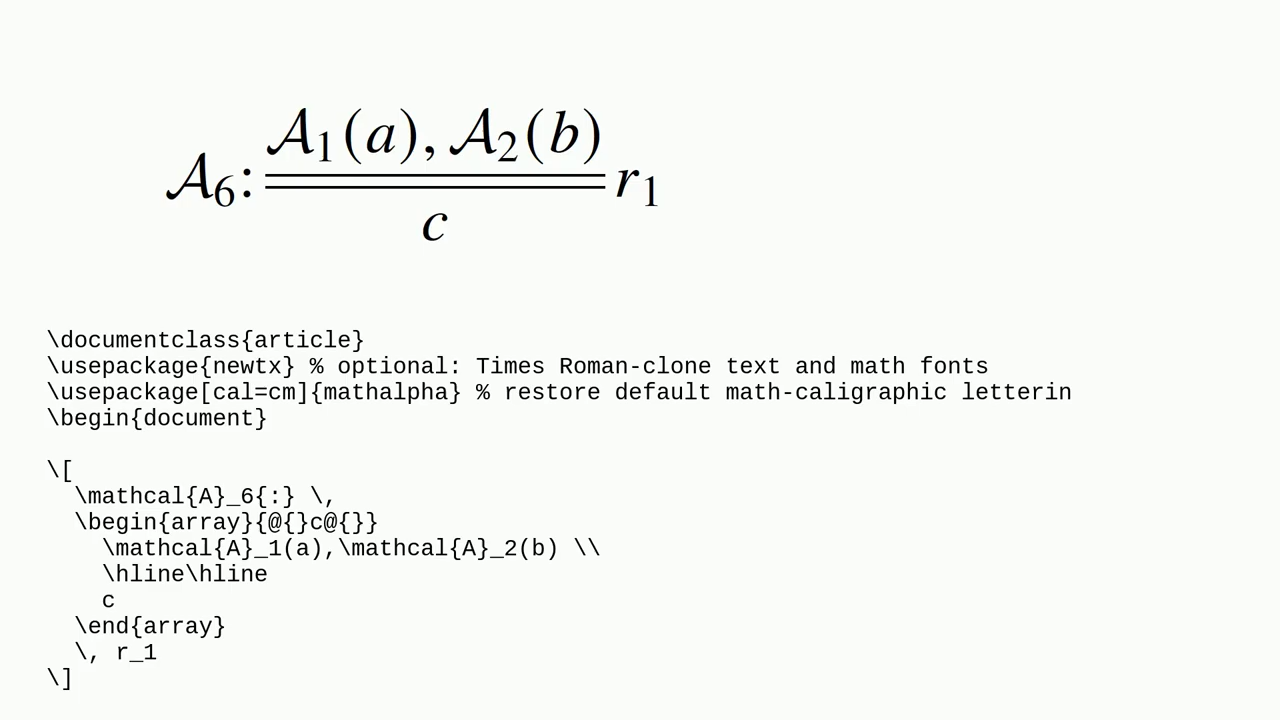 𝒜₆: 𝒜₁(a), 𝒜₂(b)
c r₁
\documentclass{article}
\usepackage{newtx} % optional: Times Roman-clone text and math fonts
\usepackage[cal=cm]{mathalpha} % restore default math-caligraphic letterin
\begin{document}
\[
\mathcal{A}_6{:} \,
\begin{array}{@{}c@{}}
\mathcal{A}_1(a),\mathcal{A}_2(b) \\
\hline\hline
c
\end{array}
\, r_1
\]